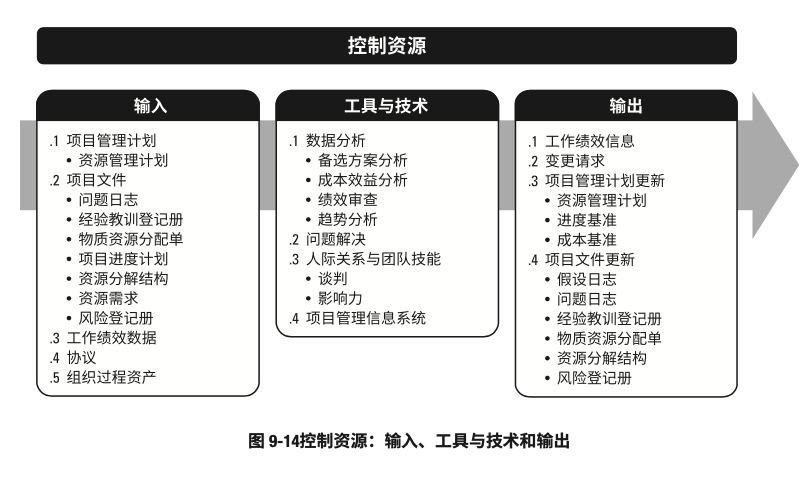 控制资源
输入
.1 项目管理计划
• 资源管理计划
.2 项目文件
• 问题日志
• 经验教训登记册
• 物质资源分配单
• 项目进度计划
• 资源分解结构
• 资源需求
• 风险登记册
.3 工作绩效数据
.4 协议
.5 组织过程资产
工具与技术
.1 数据分析
• 备选方案分析
• 成本效益分析
• 绩效审查
• 趋势分析
.2 问题解决
.3 人际关系与团队技能
• 谈判
• 影响力
.4 项目管理信息系统
输出
.1 工作绩效信息
.2 变更请求
.3 项目管理计划更新
• 资源管理计划
• 进度基准
• 成本基准
.4 项目文件更新
• 假设日志
• 问题日志
• 经验教训登记册
• 物质资源分配单
• 资源分解结构
• 风险登记册
图 9-14控制资源：输入、工具与技术和输出